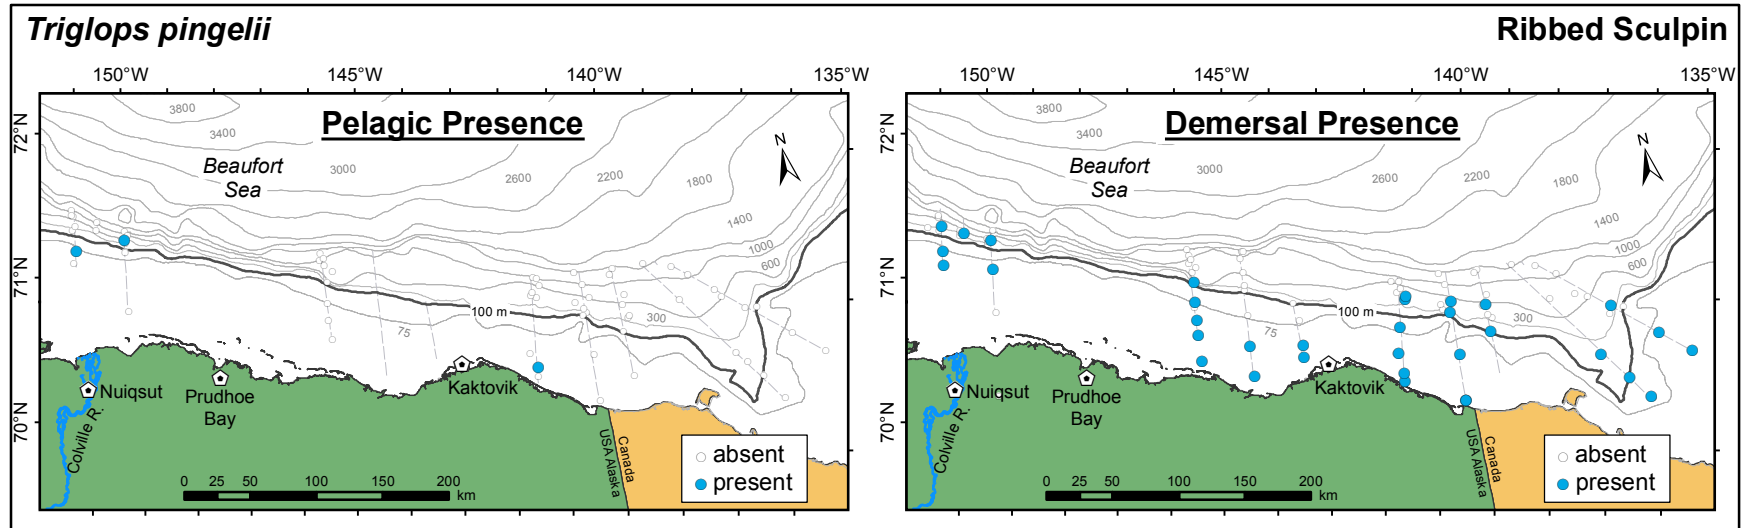 Triglops pingelii
Ribbed Sculpin
150°W
145°W
140°W
135°W
72°N
71°N
70°N
Pelagic Presence
Beaufort
Sea
N
3800
3400
3000
2600
2200
1800
1400
1000
600
300
100 m
75
Nuiqsut
Prudhoe
Bay
Kaktovik
Colville R.
USA Alaska
Canada
0 25 50 100 150 200
km
absent
present
150°W
145°W
140°W
135°W
72°N
71°N
70°N
Demersal Presence
Beaufort
Sea
N
3800
3400
3000
2600
2200
1800
1400
1000
600
300
100 m
75
Nuiqsut
Prudhoe
Bay
Kaktovik
Colville R.
USA Alaska
Canada
0 25 50 100 150 200
km
absent
present